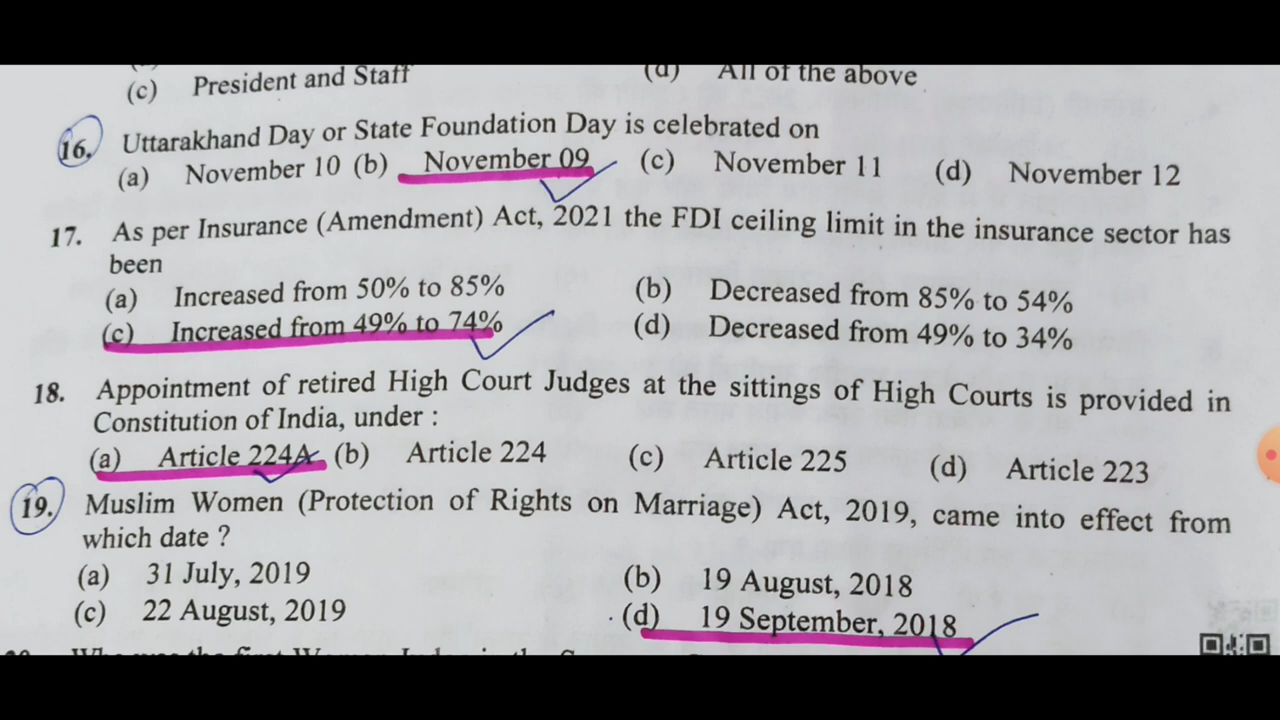 (c) President and Staff (d) All of the above
16. Uttarakhand Day or State Foundation Day is celebrated on
(a) November 10 (b) November 09 (c) November 11 (d) November 12
17. As per Insurance (Amendment) Act, 2021 the FDI ceiling limit in the insurance sector has
been
(a) Increased from 50% to 85% (b) Decreased from 85% to 54%
(c) Increased from 49% to 74% (d) Decreased from 49% to 34%
18. Appointment of retired High Court Judges at the sittings of High Courts is provided in
Constitution of India, under :
(a) Article 224A (b) Article 224 (c) Article 225 (d) Article 223
19. Muslim Women (Protection of Rights on Marriage) Act, 2019, came into effect from
which date ?
(a) 31 July, 2019 (b) 19 August, 2018
(c) 22 August, 2019 (d) 19 September, 2018